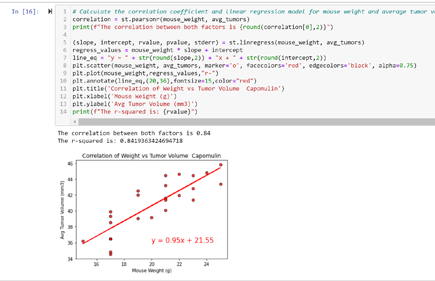 In [16]:
1 # Calculate the correlation coefficient and linear regression model for mouse weight and average tumor v
2 correlation = st.pearsonr(mouse_weight, avg_tumors)
3 print(f"The correlation between both factors is {round(correlation[0],2)}")
4
5 (slope, intercept, rvalue, pvalue, stderr) = st.linregress(mouse_weight, avg_tumors)
6 regress_values = mouse_weight * slope + intercept
7 line_eq = "y = " + str(round(slope,2)) + "x + " + str(round(intercept,2))
8 plt.scatter(mouse_weight, avg_tumors, marker='o', facecolors='red', edgecolors='black', alpha=0.75)
9 plt.plot(mouse_weight,regress_values,"r-")
10 plt.annotate(line_eq,(20,36),fontsize=15,color="red")
11 plt.title('Correlation of Weight vs Tumor Volume  Capomulin')
12 plt.xlabel('Mouse Weight (g)')
13 plt.ylabel('Avg Tumor Volume (mm3)')
14 print(f"The r-squared is: {rvalue}")
The correlation between both factors is 0.84
The r-squared is: 0.8419363424694718
Correlation of Weight vs Tumor Volume  Capomulin
46
44
42
40
38
36
34
Avg Tumor Volume (mm3)
y = 0.95x + 21.55
16 18 20 22 24
Mouse Weight (g)